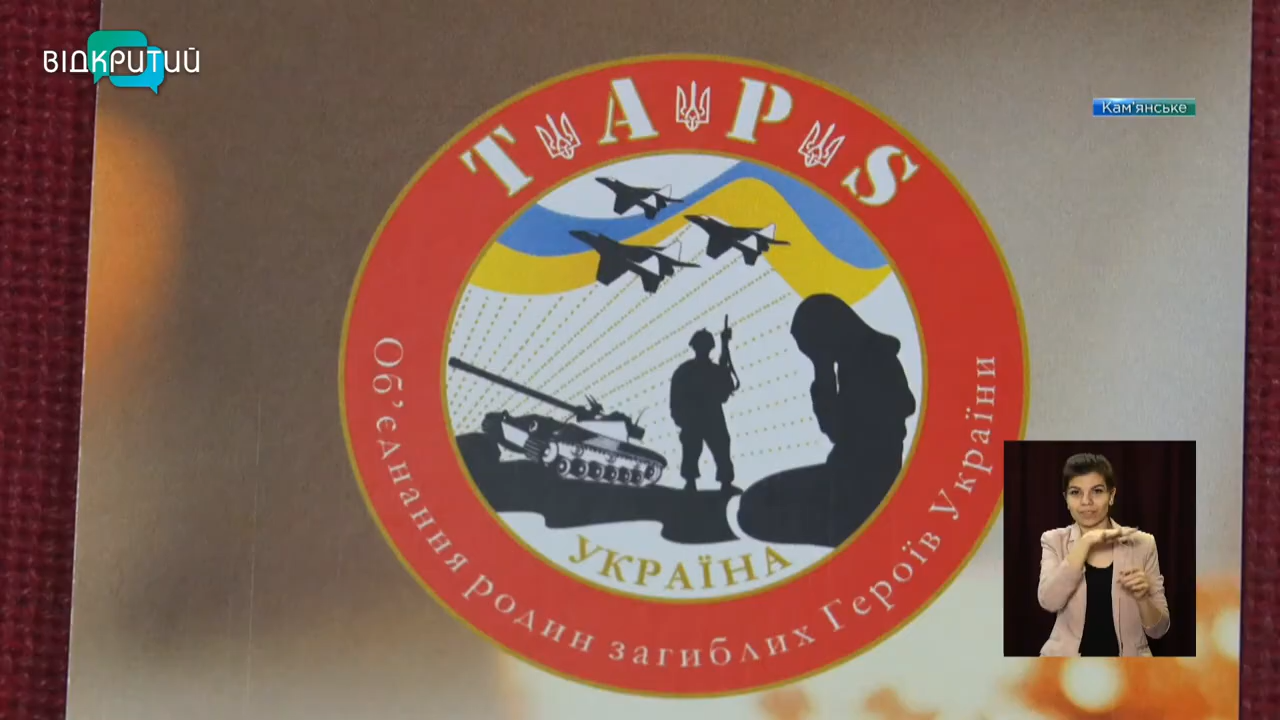 ВІДКРИТИЙ
Кам'янське
TAPS
УКРАЇНА
Об'єднання родин загиблих Героїв України